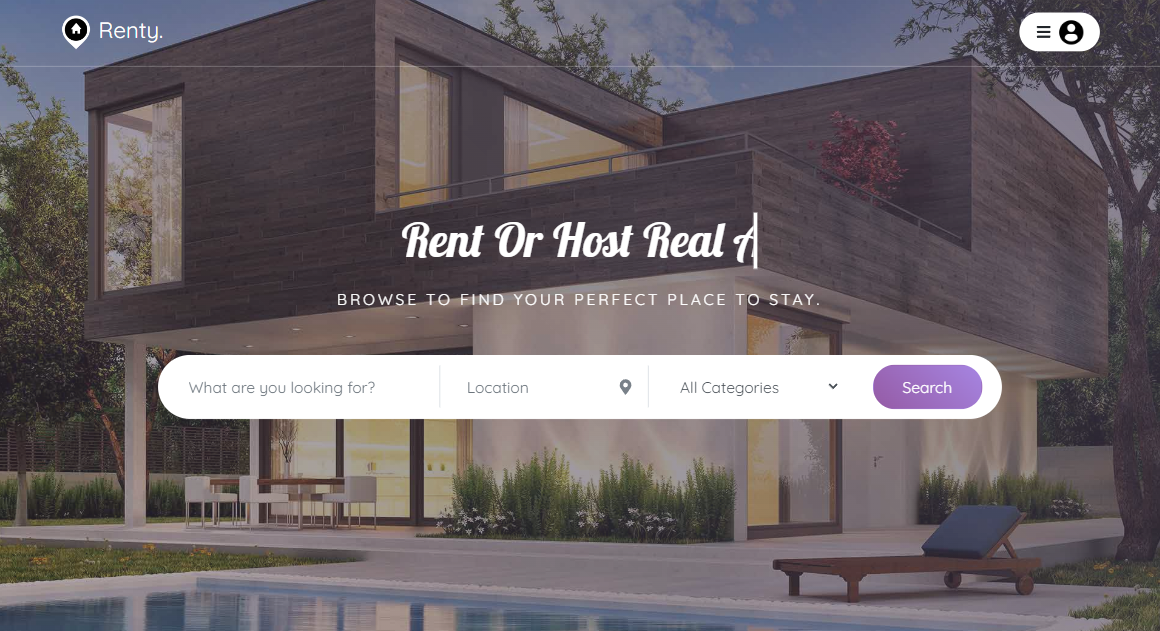 Renty.
Rent Or Host Real A
BROWSE TO FIND YOUR PERFECT PLACE TO STAY.
What are you looking for? Location All Categories Search